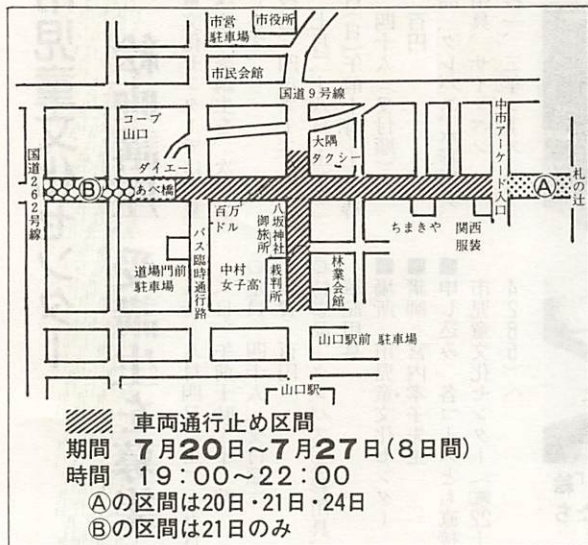 市役所
市営
駐車場
市民会館
国道9号線
コープ
山口
大隅
タクシー
ダイエー
中市アーケード入口
札の辻
国道262号線
Ⓑ
あべ橋
Ⓐ
百万
ドル
八坂神社
御旅所
ちまきや
関西
服装
バス臨時通行路
道場門前
駐車場
中村
女子高
裁判所
林業会館
山口駅前 駐車場
山口駅
車両通行止め区間
期間 7月20日〜7月27日(8日間)
時間 19:00〜22:00
Ⓐの区間は20日・21日・24日
Ⓑの区間は21日のみ